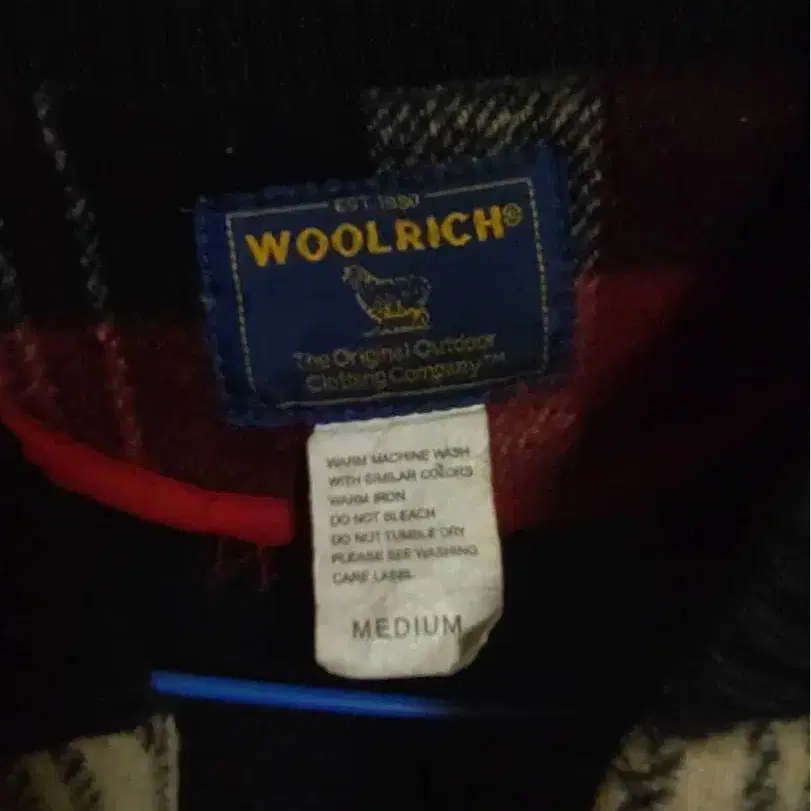 EST 1830
WOOLRICH®
The Original Outdoor
Clothing Company™
WARM MACHINE WASH
WITH SIMILAR COLORS
WARM IRON
DO NOT BLEACH
DO NOT TUMBLE DRY
PLEASE SEE WASHING
CARE LABEL
MEDIUM